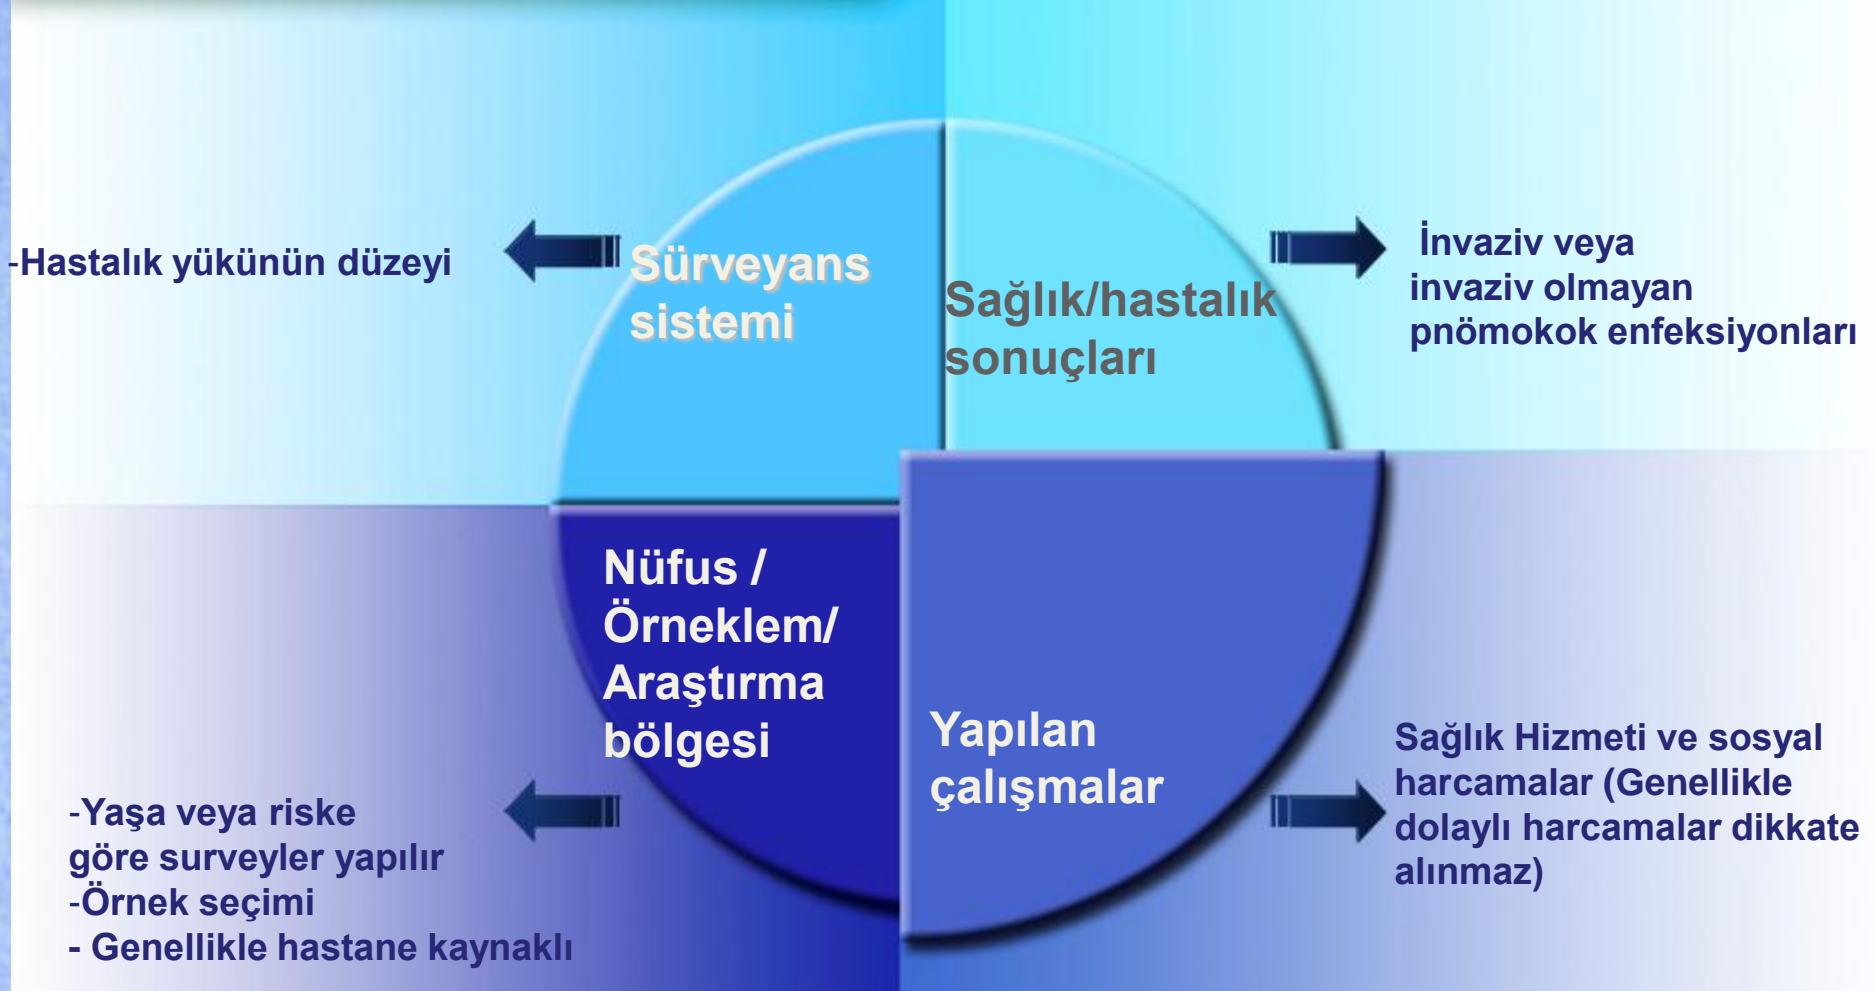 -Hastalık yükünün düzeyi
Sürveyans
sistemi
Sağlık/hastalık
sonuçları
İnvaziv veya
invaziv olmayan
pnömokok enfeksiyonları
Nüfus /
Örneklem/
Araştırma
bölgesi
-Yaşa veya riske
göre surveyler yapılır
-Örnek seçimi
- Genellikle hastane kaynaklı
Yapılan
çalışmalar
Sağlık Hizmeti ve sosyal
harcamalar (Genellikle
dolaylı harcamalar dikkate
alınmaz)